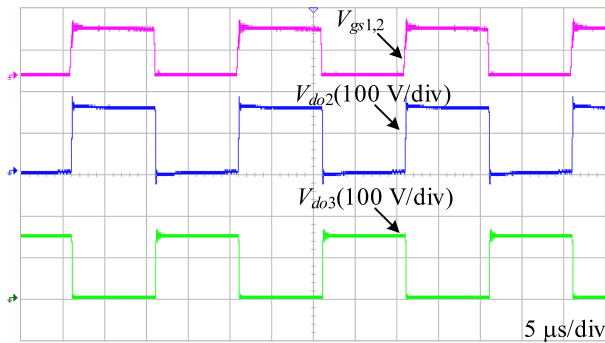 Vgs1,2
Vdo2(100 V/div)
Vdo3(100 V/div)
5 μs/div